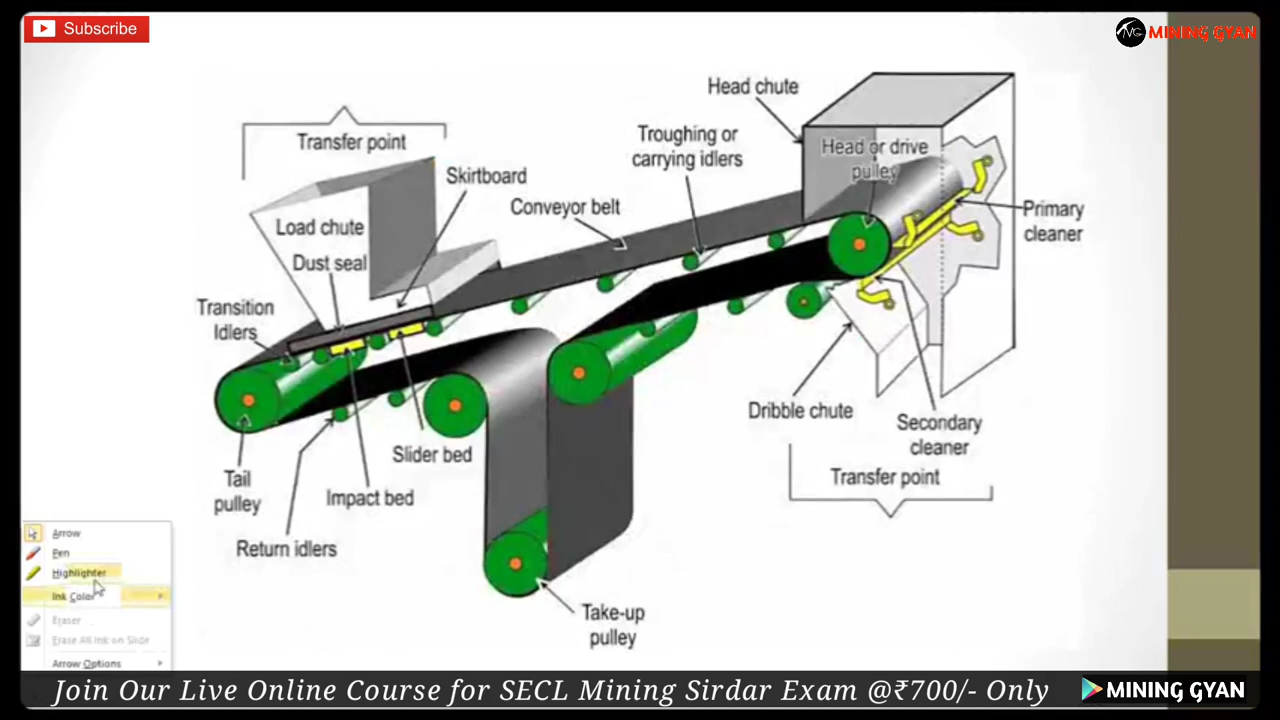 Subscribe
MINING GYAN
Head chute
Transfer point
Troughing or
carrying idlers
Head or drive
pulley
Skirtboard
Conveyor belt
Primary
cleaner
Load chute
Dust seal
Transition
Idlers
Dribble chute
Secondary
cleaner
Slider bed
Tail
pulley
Impact bed
Transfer point
Return idlers
Take-up
pulley
Arrow
Pen
Highlighter
Ink Color
Eraser
Erase All Ink on Slide
Arrow Options
Join Our Live Online Course for SECL Mining Sirdar Exam @₹700/- Only
MINING GYAN